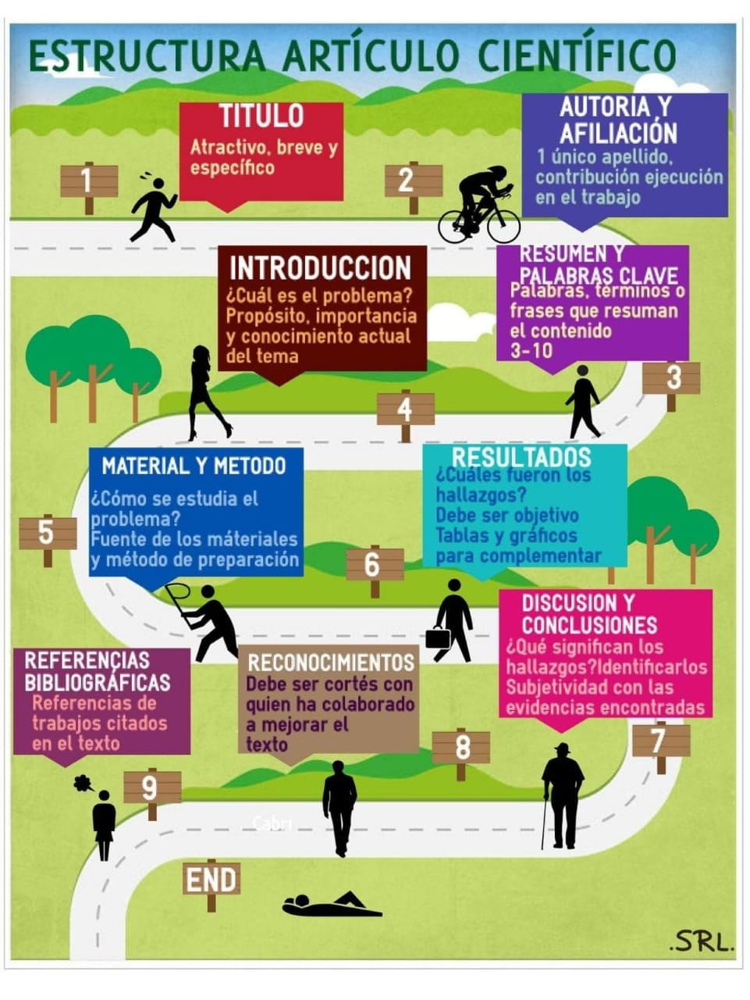 ESTRUCTURA ARTÍCULO CIENTÍFICO
1
TITULO
Atractivo, breve y
específico
2
AUTORIA Y
AFILIACIÓN
1 único apellido,
contribución ejecución
en el trabajo
3
RESUMEN Y
PALABRAS CLAVE
Palabras, términos o
frases que resuman
el contenido
3-10
4
INTRODUCCION
¿Cuál es el problema?
Propósito, importancia
y conocimiento actual
del tema
5
MATERIAL Y METODO
¿Cómo se estudia el
problema?
Fuente de los máteriales
y método de preparación
6
RESULTADOS
¿Cuáles fueron los
hallazgos?
Debe ser objetivo
Tablas y gráficos
para complementar
7
DISCUSION Y
CONCLUSIONES
¿Qué significan los
hallazgos?Identificarlos
Subjetividad con las
evidencias encontradas
8
RECONOCIMIENTOS
Debe ser cortés con
quien ha colaborado
a mejorar el
texto
9
REFERENCIAS
BIBLIOGRÁFICAS
Referencias de
trabajos citados
en el texto
Cabri
END
.SRL.